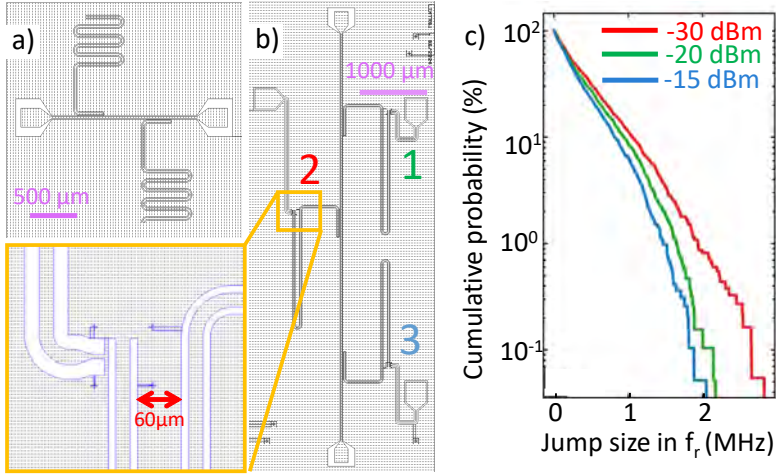 a)
500 µm
b)
1000 µm
1
2
3
60µm
c)
Cumulative probability (%)
10²
10¹
10⁰
10⁻¹
-30 dBm
-20 dBm
-15 dBm
0
1
2
Jump size in fᵣ (MHz)